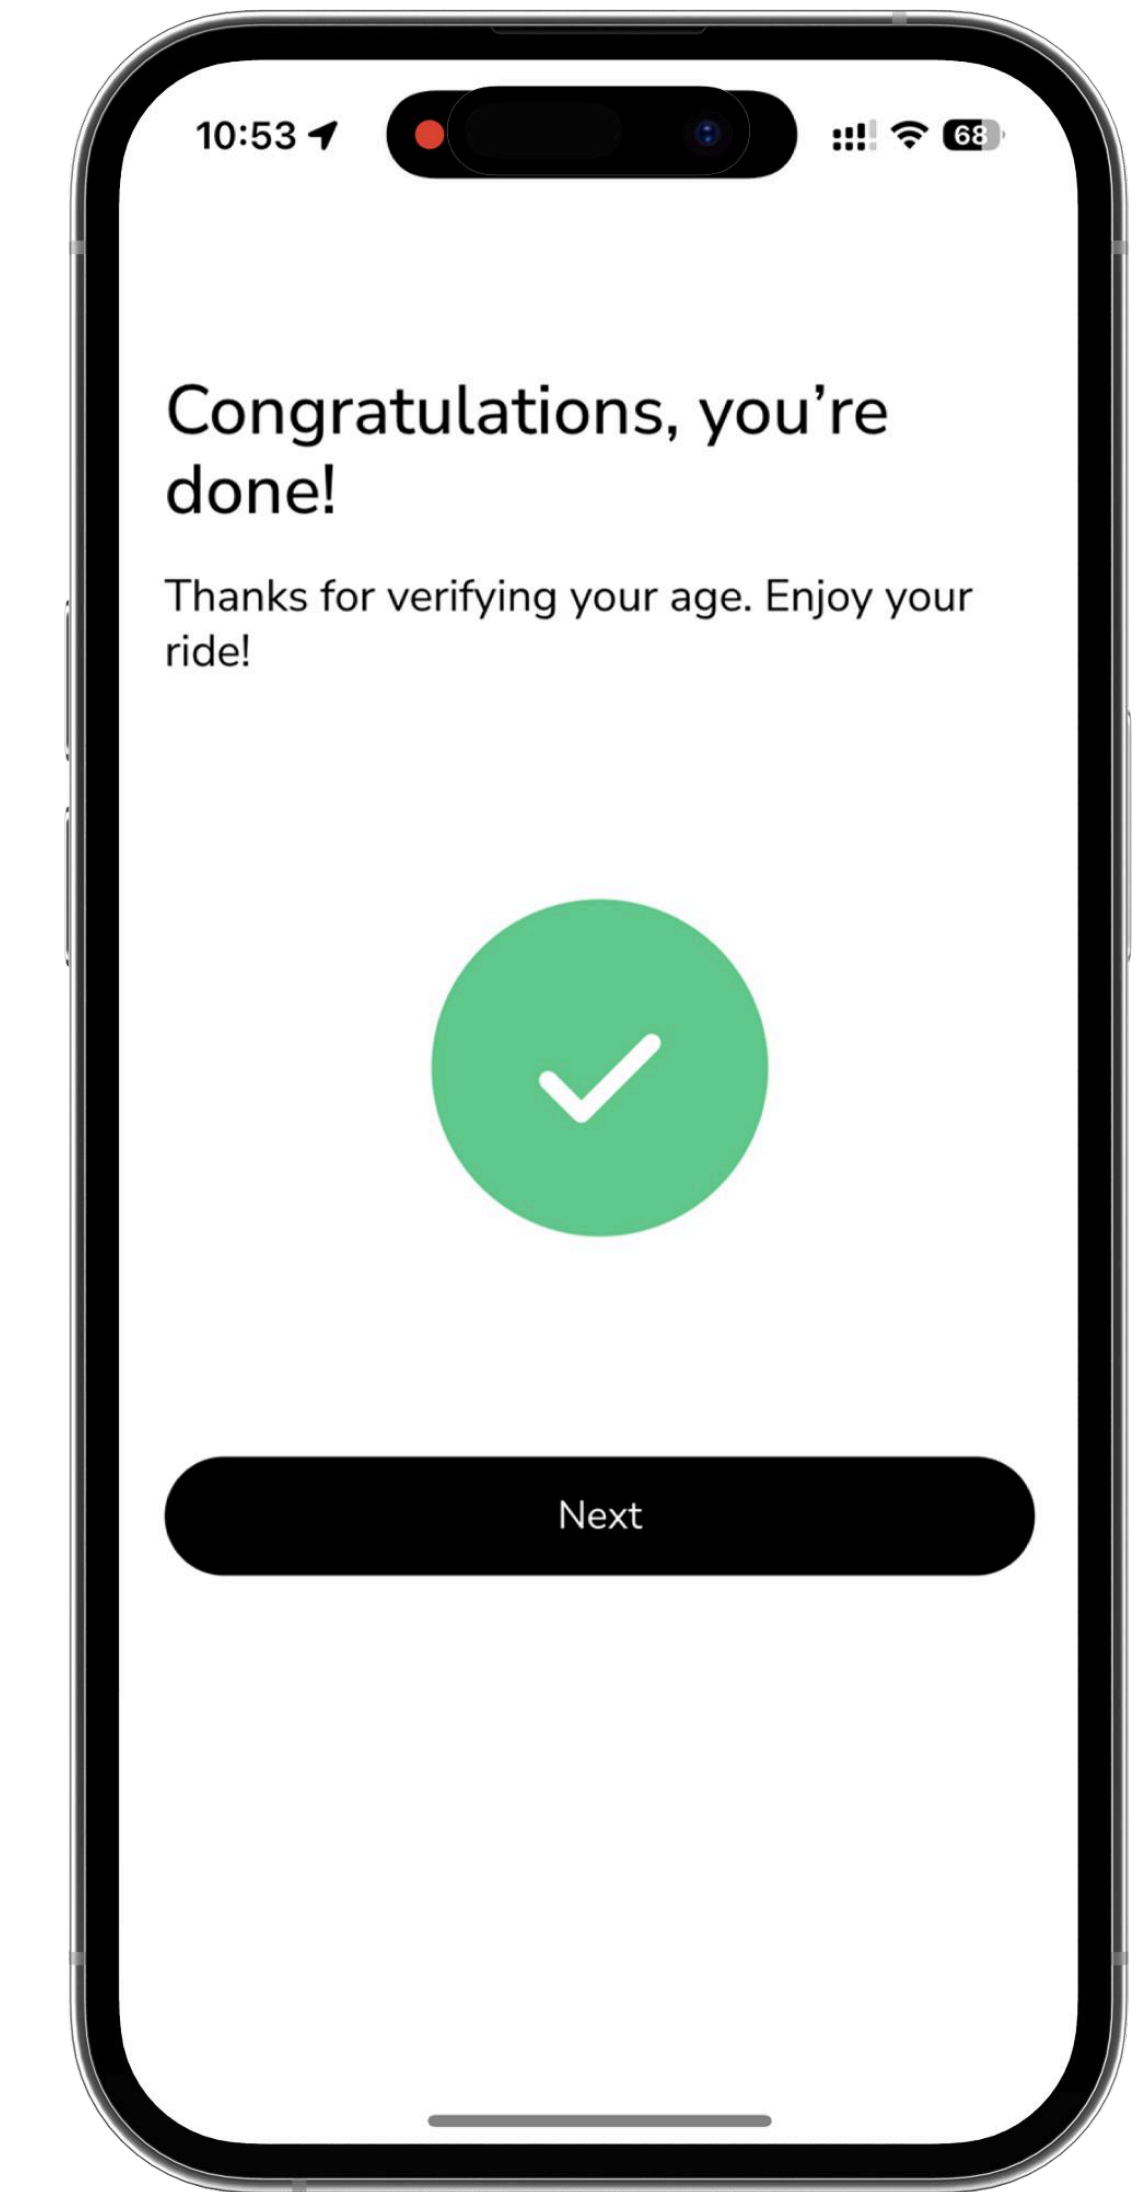 10:53
68
Congratulations, you’re
done!
Thanks for verifying your age. Enjoy your
ride!
Next